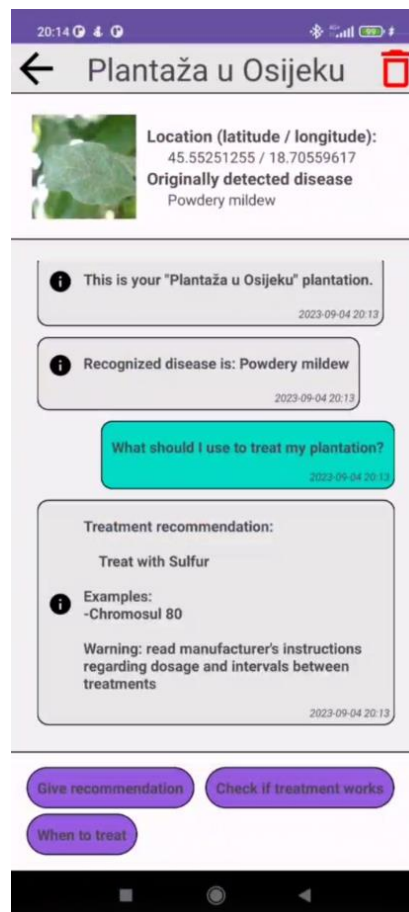 20:14
99
Plantaža u Osijeku
Location (latitude / longitude):
45.55251255 / 18.70559617
Originally detected disease
Powdery mildew
This is your "Plantaža u Osijeku" plantation.
2023-09-04 20:13
Recognized disease is: Powdery mildew
2023-09-04 20:13
What should I use to treat my plantation?
2023-09-04 20:13
Treatment recommendation:
Treat with Sulfur
Examples:
-Chromosul 80
Warning: read manufacturer's instructions
regarding dosage and intervals between
treatments
2023-09-04 20:13
Give recommendation
Check if treatment works
When to treat